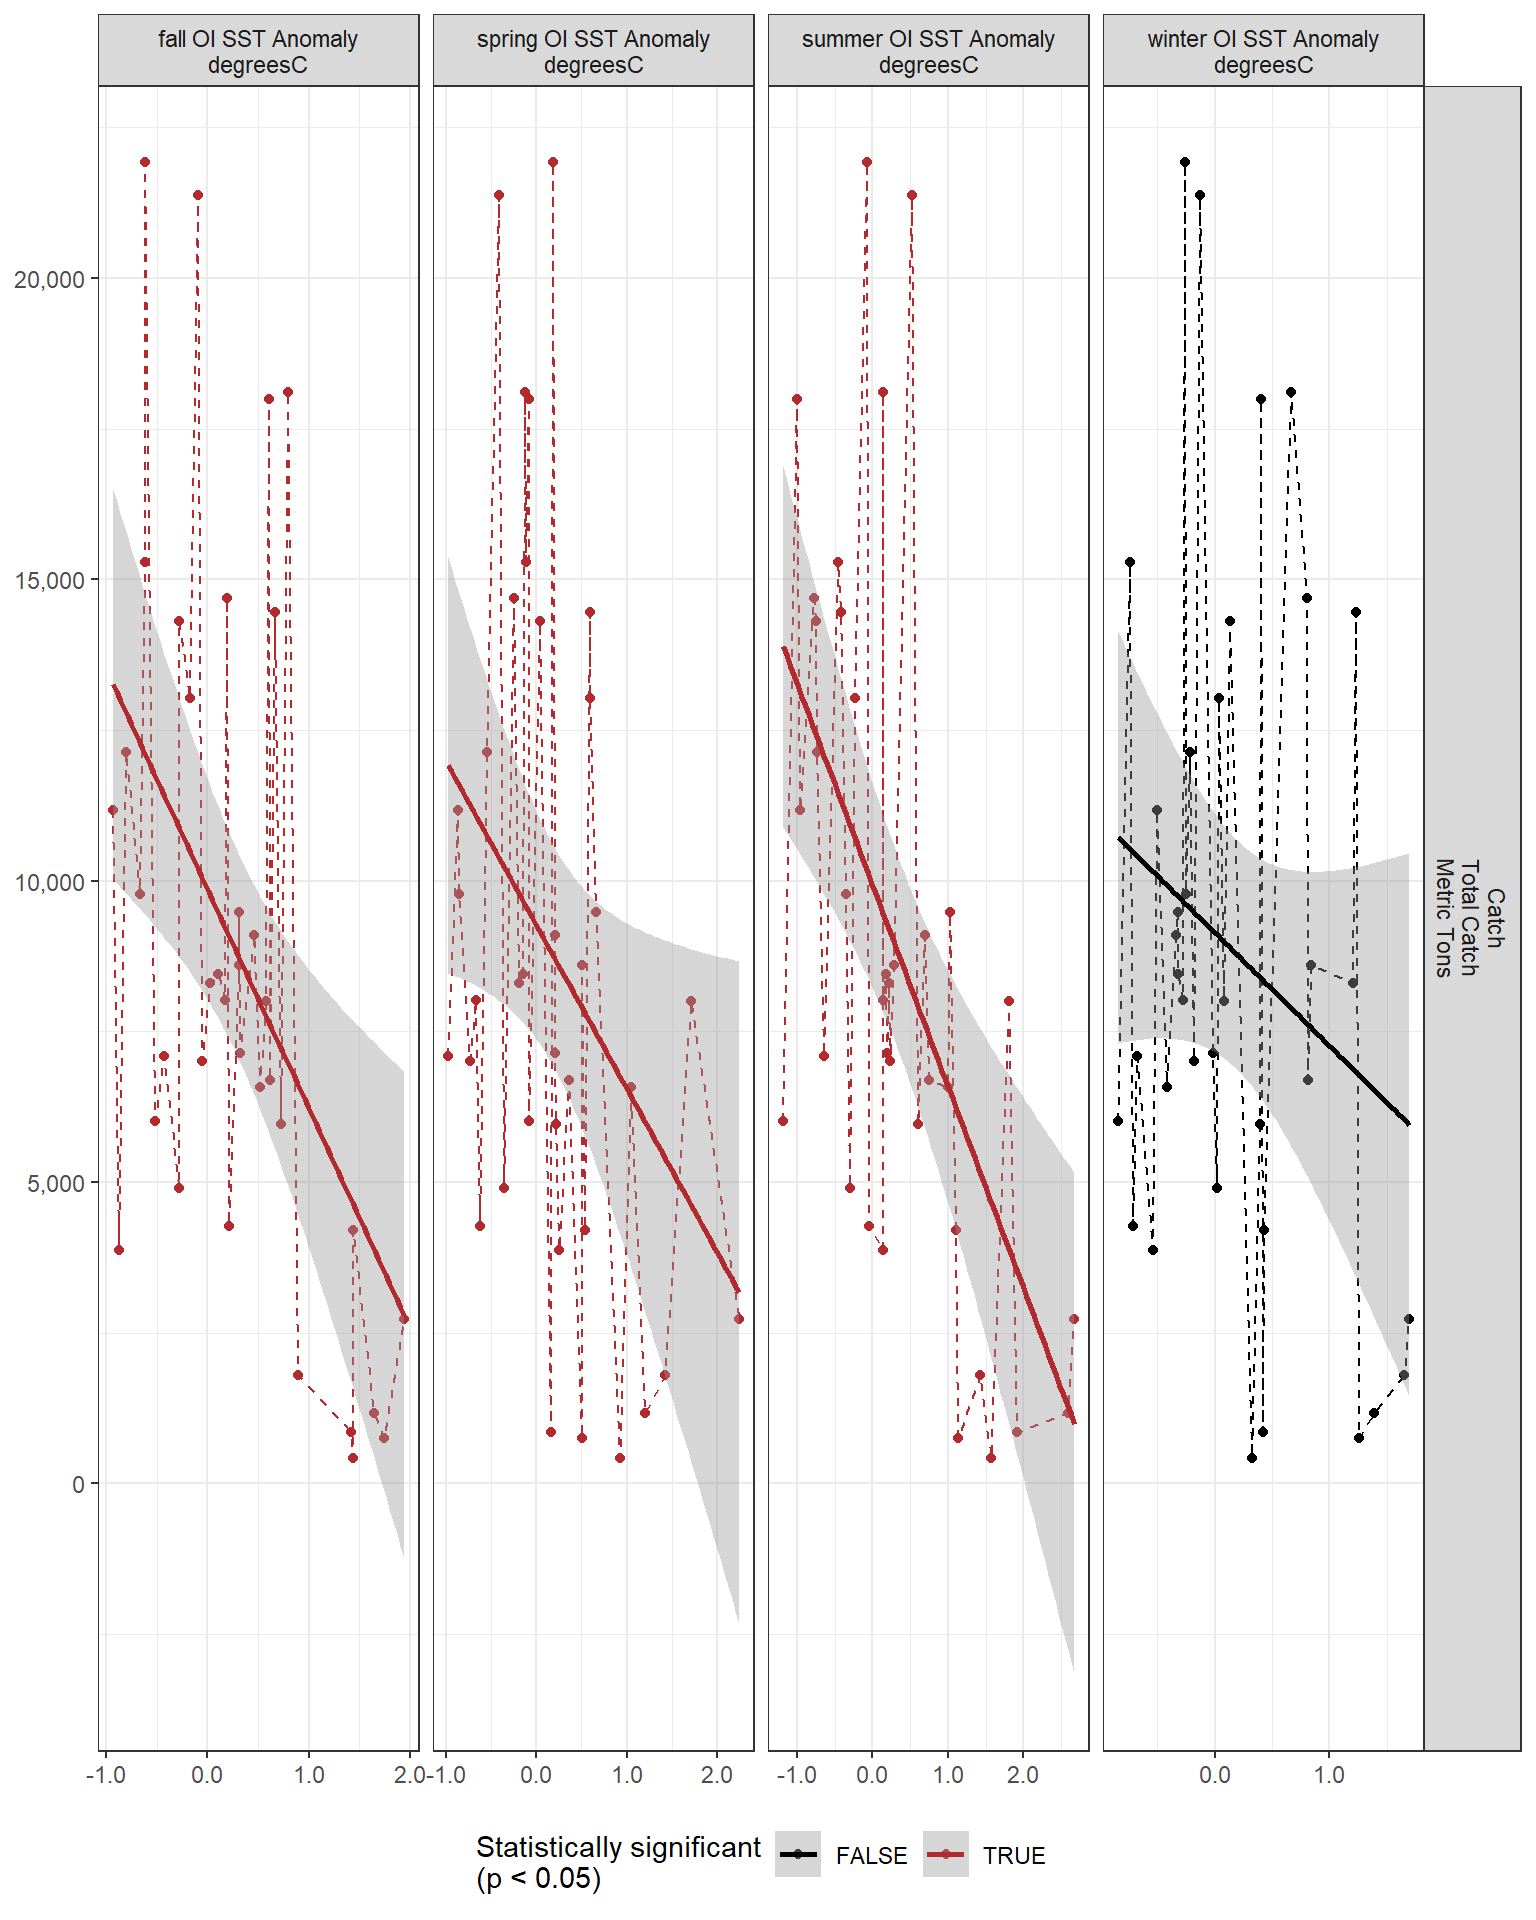 fall OI SST Anomaly
degreesC
spring OI SST Anomaly
degreesC
summer OI SST Anomaly
degreesC
winter OI SST Anomaly
degreesC
20,000
15,000
10,000
5,000
0
Catch
Total Catch
Metric Tons
-1.0 0.0 1.0 2.0
-1.0 0.0 1.0 2.0
-1.0 0.0 1.0 2.0
0.0 1.0
Statistically significant
(p < 0.05)
FALSE
TRUE